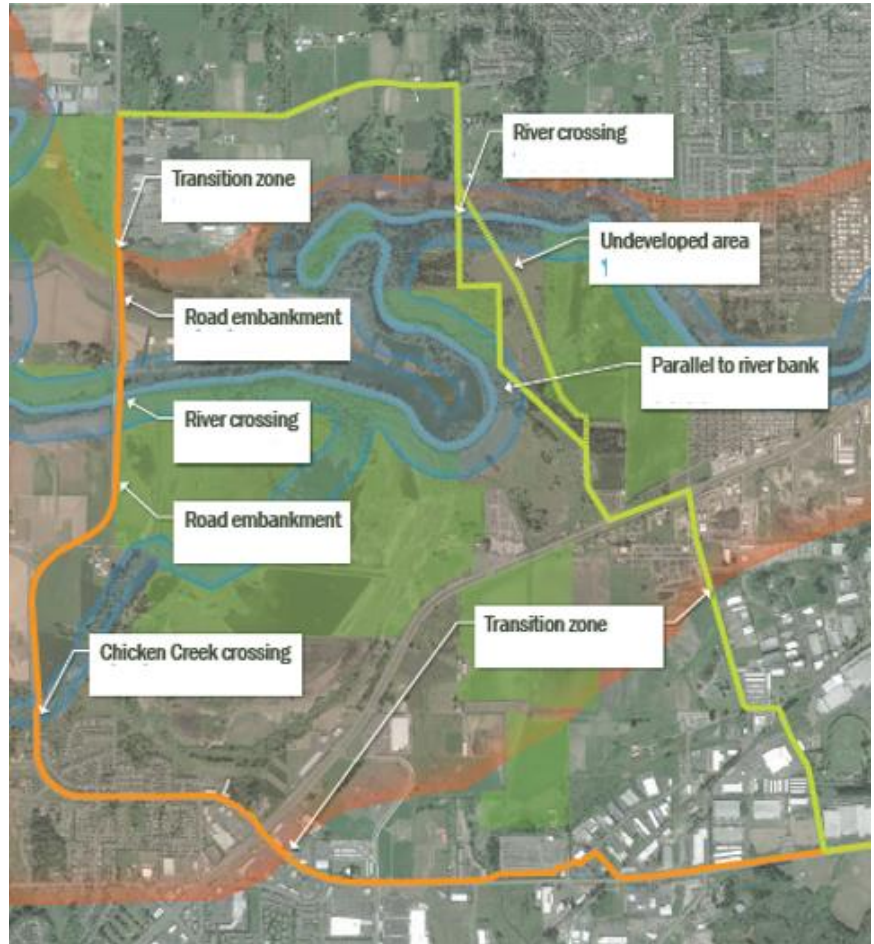 River crossing
Transition zone
Undeveloped area
¶
Road embankment
Parallel to river bank
River crossing
Road embankment
Transition zone
Chicken Creek crossing